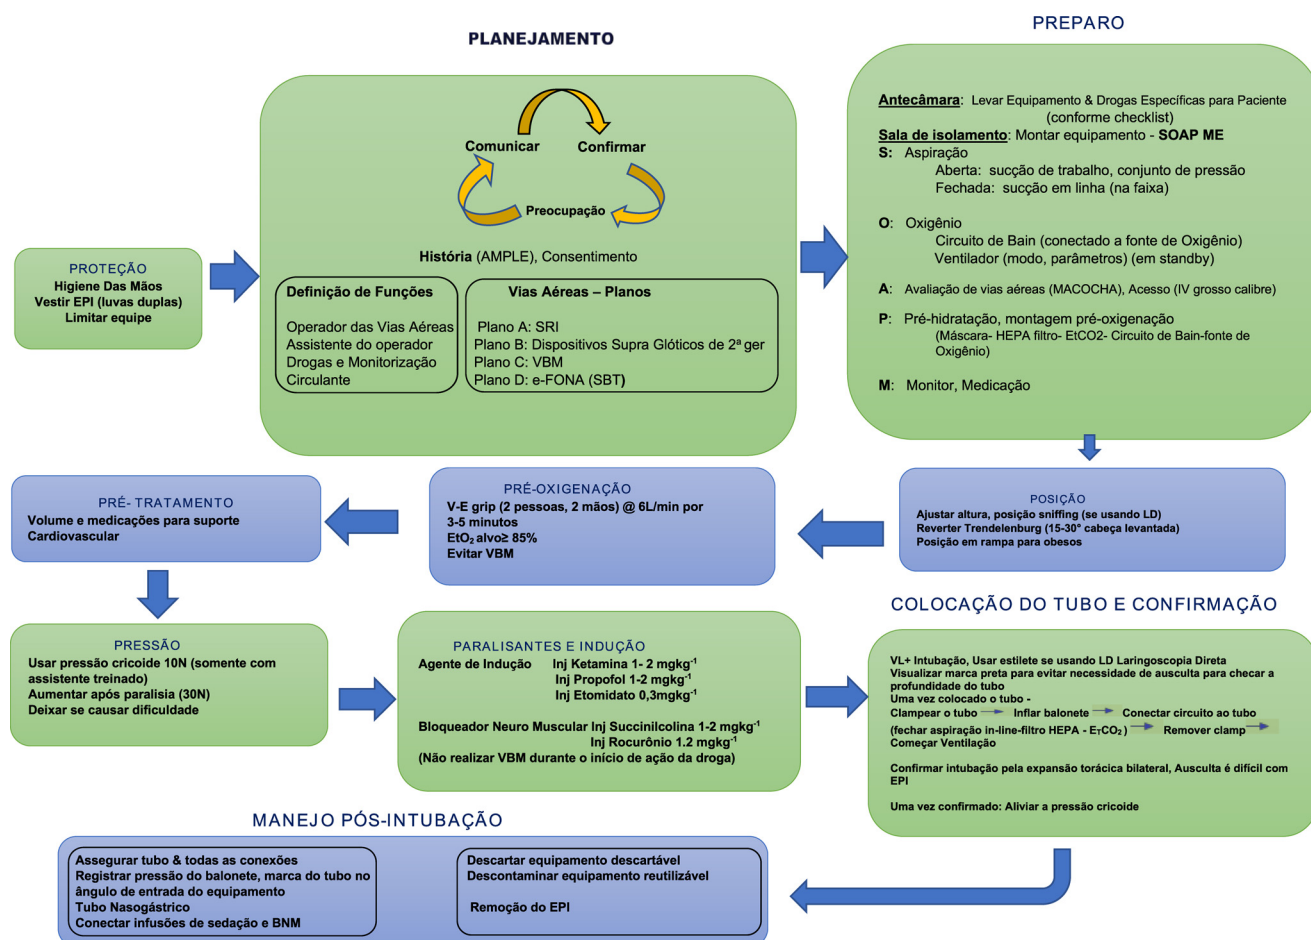 PROTEÇÃO
Higiene Das Mãos
Vestir EPI (luvas duplas)
Limitar equipe
PLANEJAMENTO
Comunicar
Confirmar
Preocupação
História (AMPLE), Consentimento
Definição de Funções
Operador das Vias Aéreas
Assistente do operador
Drogas e Monitorização
Circulante
Vias Aéreas – Planos
Plano A: SRI
Plano B: Dispositivos Supra Glóticos de 2ª ger
Plano C: VBM
Plano D: e-FONA (SBT)
PREPARO
Antecâmara: Levar Equipamento & Drogas Específicas para Paciente
(conforme checklist)
Sala de isolamento: Montar equipamento - SOAP ME
S: Aspiração
Aberta: sucção de trabalho, conjunto de pressão
Fechada: sucção em linha (na faixa)
O: Oxigênio
Circuito de Bain (conectado a fonte de Oxigênio)
Ventilador (modo, parâmetros) (em standby)
A: Avaliação de vias aéreas (MACOCHA), Acesso (IV grosso calibre)
P: Pré-hidratação, montagem pré-oxigenação
(Máscara- HEPA filtro- EtCO2- Circuito de Bain-fonte de
Oxigênio)
M: Monitor, Medicação
POSIÇÃO
Ajustar altura, posição sniffing (se usando LD)
Reverter Trendelenburg (15-30° cabeça levantada)
Posição em rampa para obesos
PRÉ-OXIGENAÇÃO
V-E grip (2 pessoas, 2 mãos) @ 6L/min por
3-5 minutos
EtO₂ alvo≥ 85%
Evitar VBM
PRÉ- TRATAMENTO
Volume e medicações para suporte
Cardiovascular
PRESSÃO
Usar pressão cricoide 10N (somente com
assistente treinado)
Aumentar após paralisia (30N)
Deixar se causar dificuldade
PARALISANTES E INDUÇÃO
Agente de Indução Inj Ketamina 1- 2 mgkg⁻¹
Inj Propofol 1-2 mgkg⁻¹
Inj Etomidato 0,3mgkg⁻¹
Bloqueador Neuro Muscular Inj Succinilcolina 1-2 mgkg⁻¹
Inj Rocurônio 1.2 mgkg⁻¹
(Não realizar VBM durante o início de ação da droga)
COLOCAÇÃO DO TUBO E CONFIRMAÇÃO
VL+ Intubação, Usar estilete se usando LD Laringoscopia Direta
Visualizar marca preta para evitar necessidade de ausculta para checar a
profundidade do tubo
Uma vez colocado o tubo -
Clampear o tubo → Inflar balonete → Conectar circuito ao tubo
(fechar aspiração in-line-filtro HEPA - EᴛCO₂ ) → Remover clamp →
Começar Ventilação
Confirmar intubação pela expansão torácica bilateral, Ausculta é difícil com
EPI
Uma vez confirmado: Aliviar a pressão cricoide
MANEJO PÓS-INTUBAÇÃO
Assegurar tubo & todas as conexões
Registrar pressão do balonete, marca do tubo no
ângulo de entrada do equipamento
Tubo Nasogástrico
Conectar infusões de sedação e BNM
Descartar equipamento descartável
Descontaminar equipamento reutilizável
Remoção do EPI